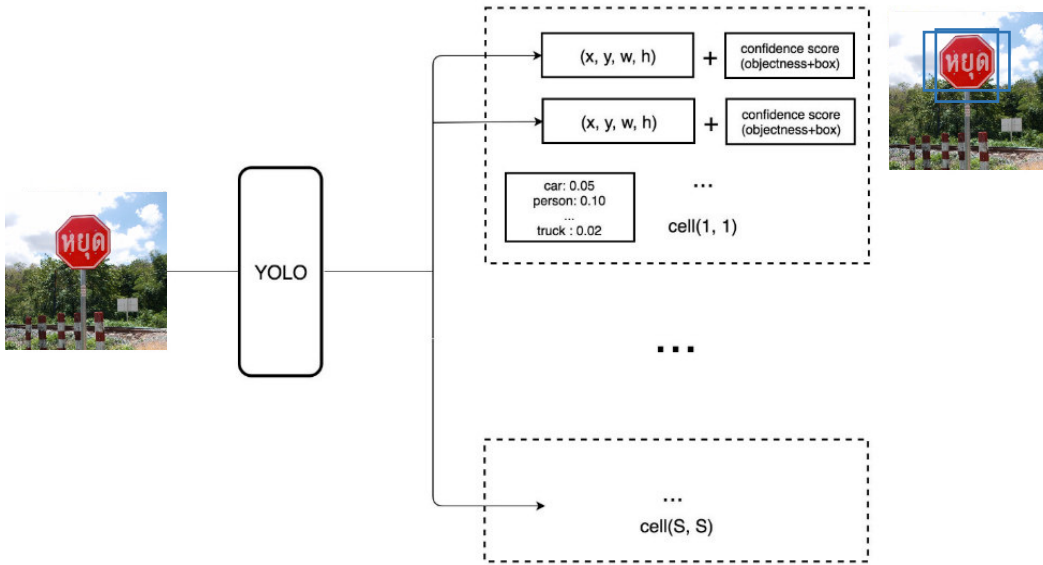 หยุด
YOLO
(x, y, w, h)
+
confidence score
(objectness+box)
(x, y, w, h)
+
confidence score
(objectness+box)
car: 0.05
person: 0.10
...
truck : 0.02
...
cell(1, 1)
...
...
cell(S, S)
หยุด